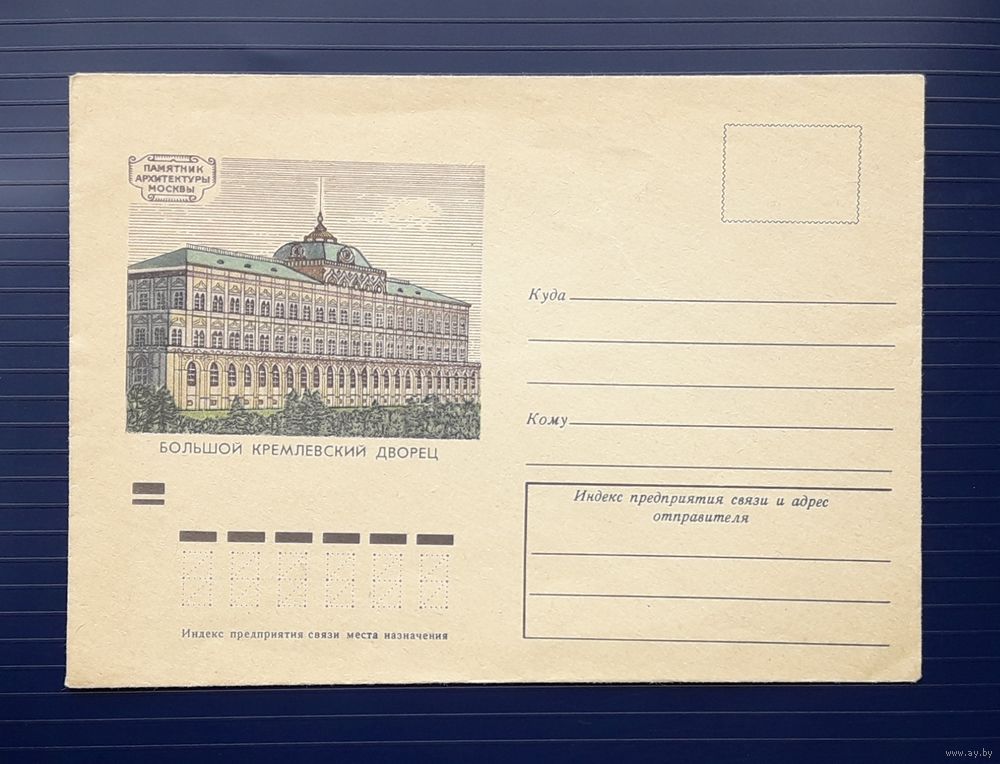 ПАМЯТНИК
АРХИТЕКТУРЫ
МОСКВЫ
БОЛЬШОЙ КРЕМЛЕВСКИЙ ДВОРЕЦ
Куда
Кому
Индекс предприятия связи и адрес
отправителя
Индекс предприятия связи места назначения
www.ay.by